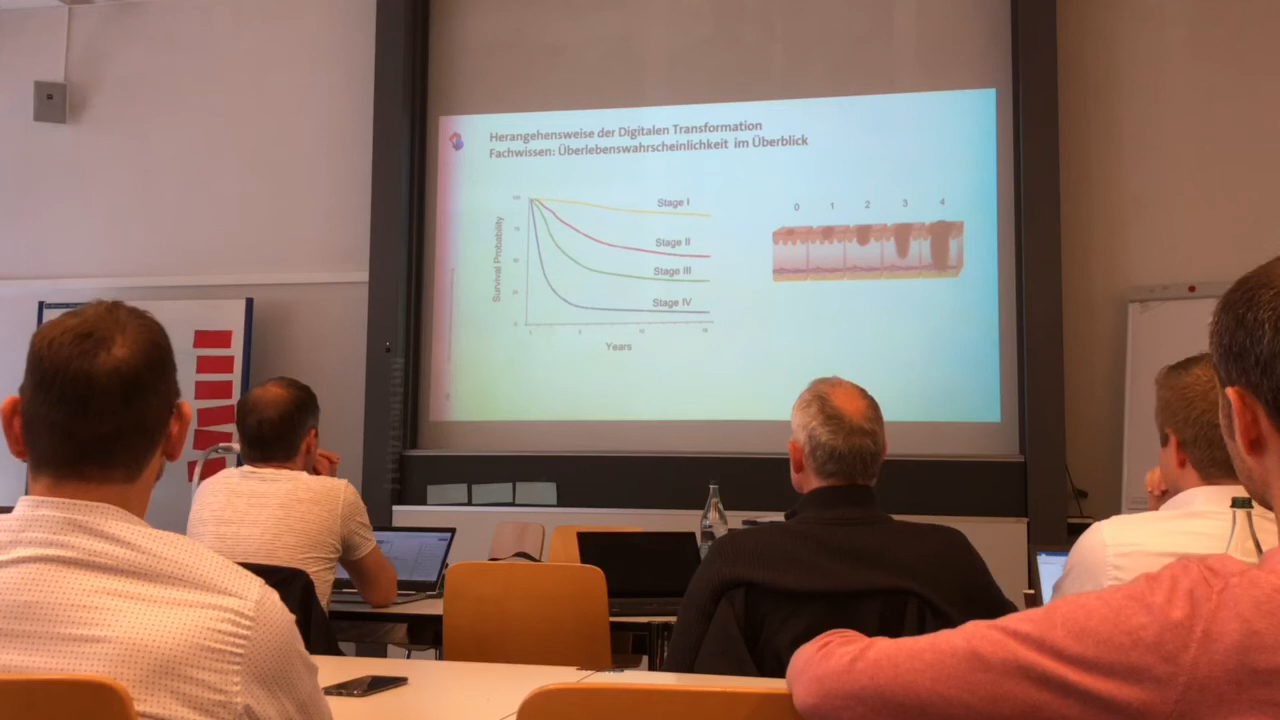 Herangehensweise der Digitalen Transformation
Fachwissen: Überlebenswahrscheinlichkeit im Überblick
Survival Probability
Stage I
Stage II
Stage III
Stage IV
Years
0 1 2 3 4